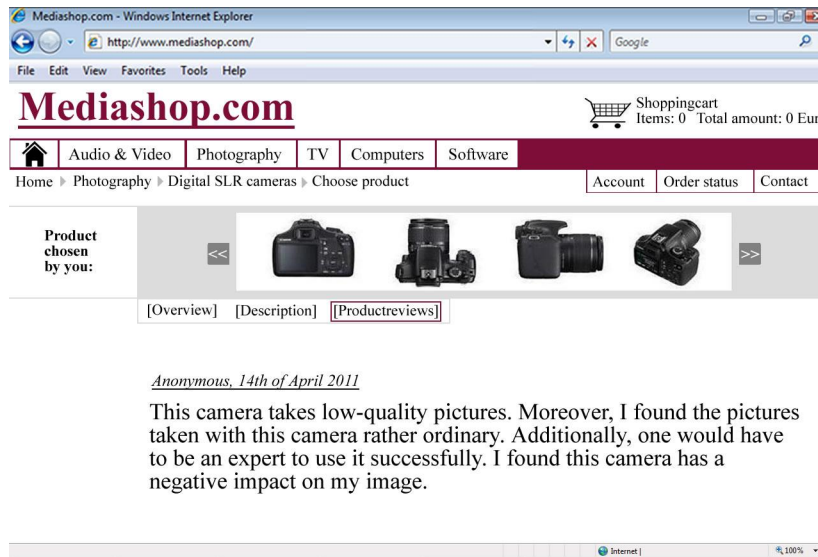 Mediashop.com - Windows Internet Explorer
http://www.mediashop.com/
Google
File Edit View Favorites Tools Help
Mediashop.com
Shoppingcart
Items: 0 Total amount: 0 Eur
Audio & Video Photography TV Computers Software
Home Photography Digital SLR cameras Choose product
Account Order status Contact
Product
chosen
by you:
<< >>
[Overview] [Description] [Productreviews]
Anonymous, 14th of April 2011
This camera takes low-quality pictures. Moreover, I found the pictures
taken with this camera rather ordinary. Additionally, one would have
to be an expert to use it successfully. I found this camera has a
negative impact on my image.
Internet | 100%